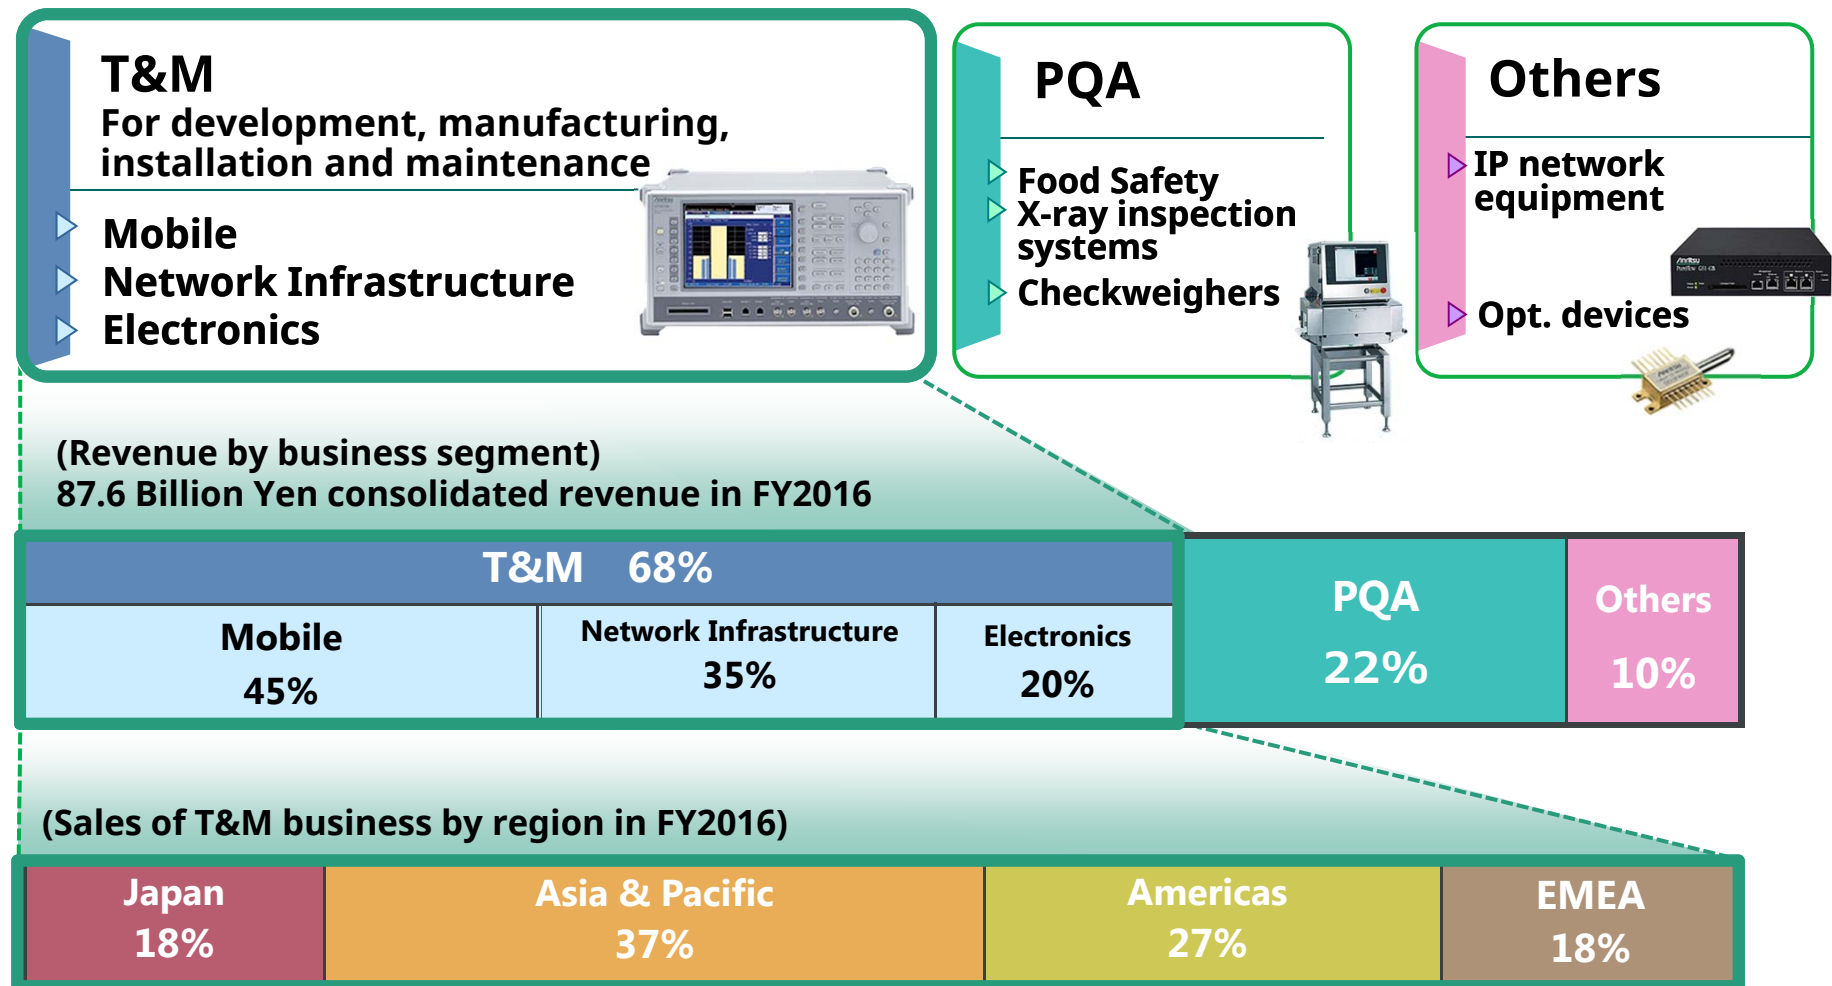 T&M
For development, manufacturing,
installation and maintenance
Mobile
Network Infrastructure
Electronics
PQA
Food Safety
X-ray inspection
systems
Checkweighers
Others
IP network
equipment
Anritsu
Opt. devices
(Revenue by business segment)
87.6 Billion Yen consolidated revenue in FY2016
T&M 68%
Mobile
45%
Network Infrastructure
35%
Electronics
20%
PQA
22%
Others
10%
(Sales of T&M business by region in FY2016)
Japan
18%
Asia & Pacific
37%
Americas
27%
EMEA
18%